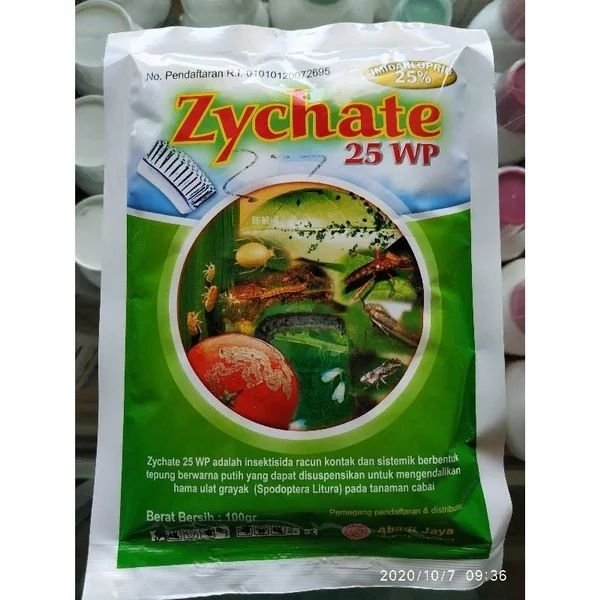 No. Pendaftaran R.I. 01010120072695
IMIDAKLOPRID
25%
Zychate
25 WP
Zychate 25 WP adalah insektisida racun kontak dan sistemik berbentuk
tepung berwarna putih yang dapat disuspensikan untuk mengendalikan
hama ulat grayak (Spodoptera Litura) pada tanaman cabai
Berat Bersih : 100gr
Pemegang pendaftaran & distributor
Abadi Jaya
2020/10/7 09:36